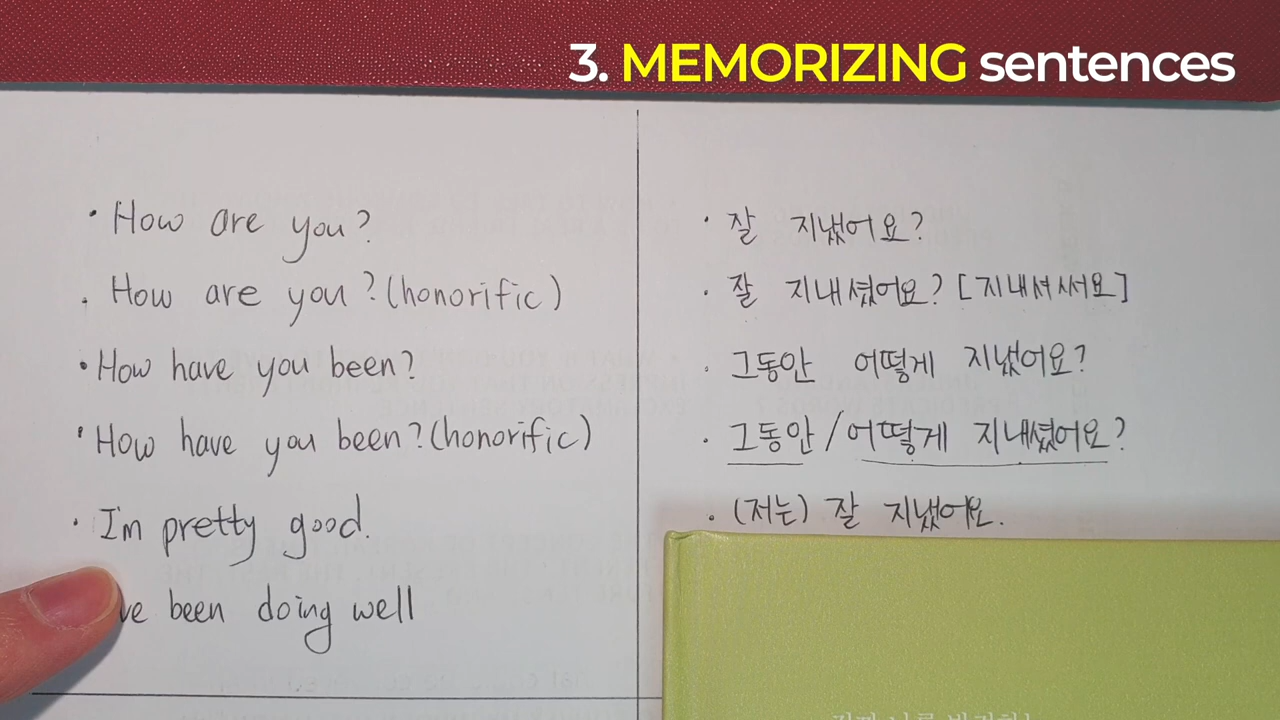 3. MEMORIZING sentences
· How are you?
· How are you? (honorific)
· How have you been?
· How have you been? (honorific)
· I'm pretty good.
've been doing well
· 잘 지냈어요?
· 잘 지내셨어요? [지내셔써요]
· 그동안 어떻게 지냈어요?
· 그동안 / 어떻게 지내셨어요?
· (저는) 잘 지냈어요.